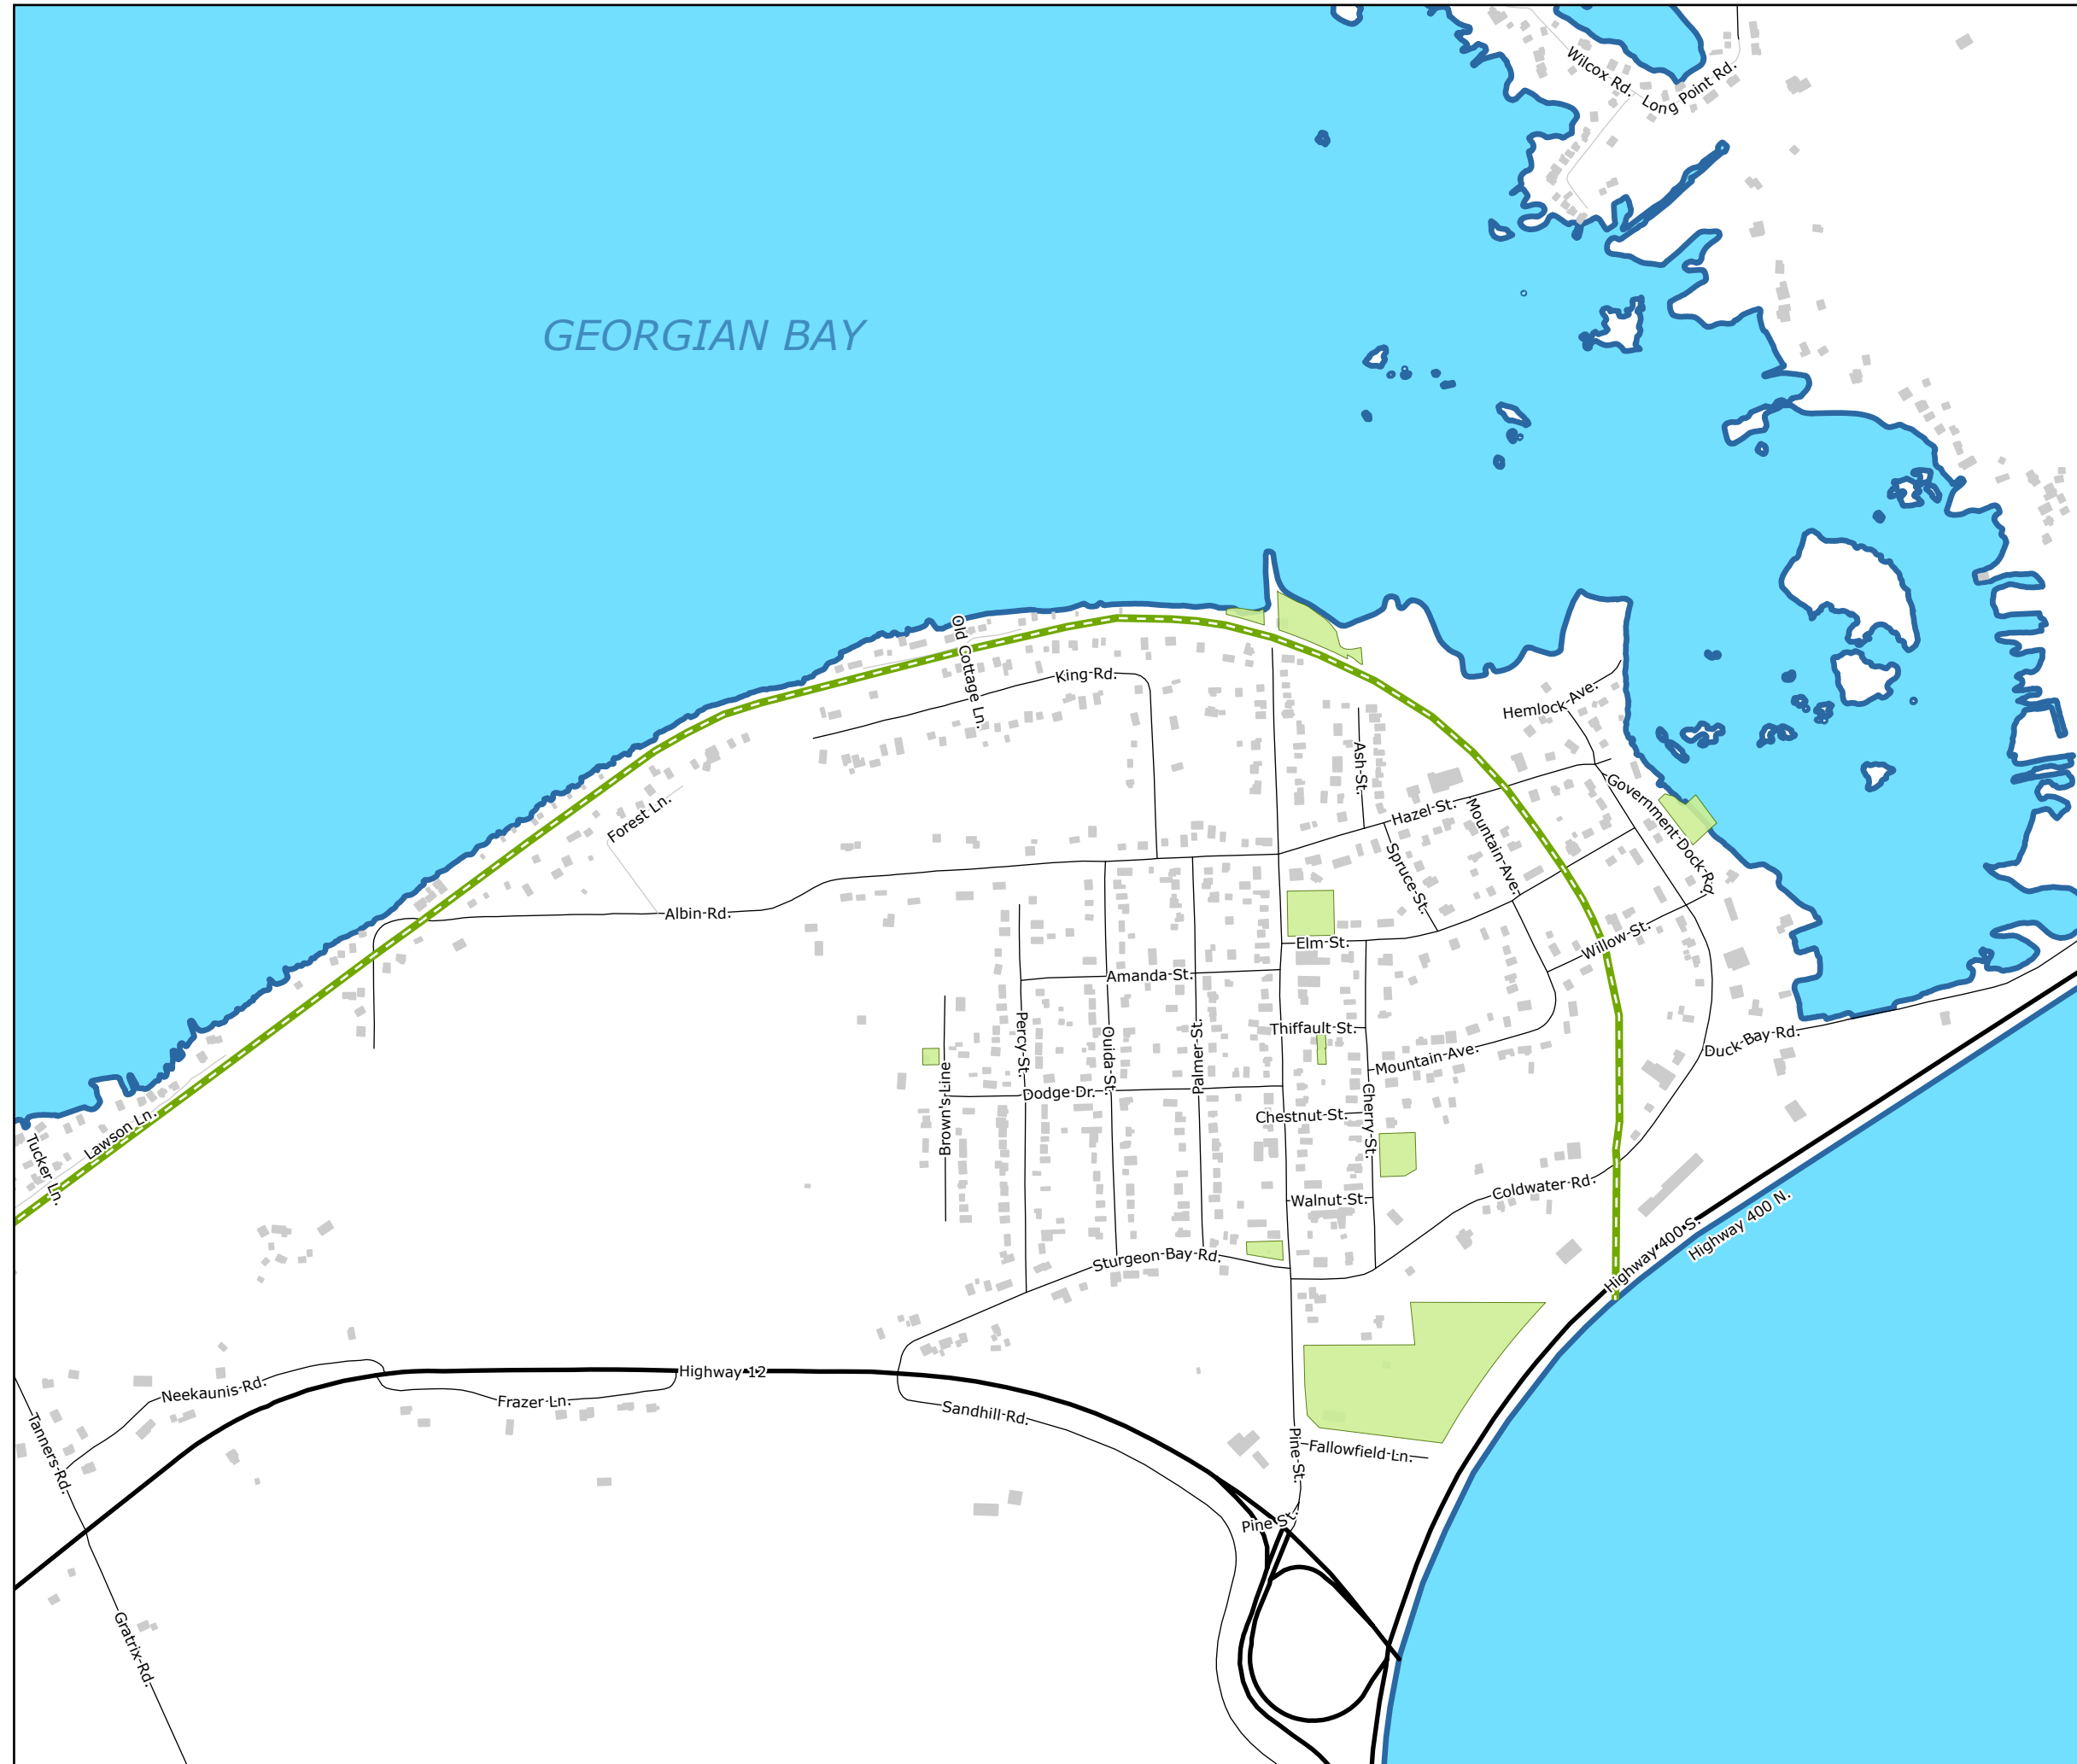 Wilcox Rd.
Long Point Rd.
GEORGIAN BAY
Old Cottage Ln.
King Rd.
Hemlock Ave.
Ash St.
Government Dock Rd.
Forest Ln.
Hazel St.
Mountain Ave.
Spruce St.
Albin Rd.
Elm St.
Willow St.
Amanda St.
Percy St.
Ouida St.
Palmer St.
Thiffault St.
Duck Bay Rd.
Mountain Ave.
Brown's Line
Dodge Dr.
Cherry St.
Chestnut St.
Lawson Ln.
Tucker Ln.
Coldwater Rd.
Walnut St.
Highway 400 S.
Highway 400 N.
Sturgeon Bay Rd.
Highway 12
Neekaunis Rd.
Frazer Ln.
Sandhill Rd.
Tanners Rd.
Pine St.
Fallowfield Ln.
Pine St.
Gratrix Rd.